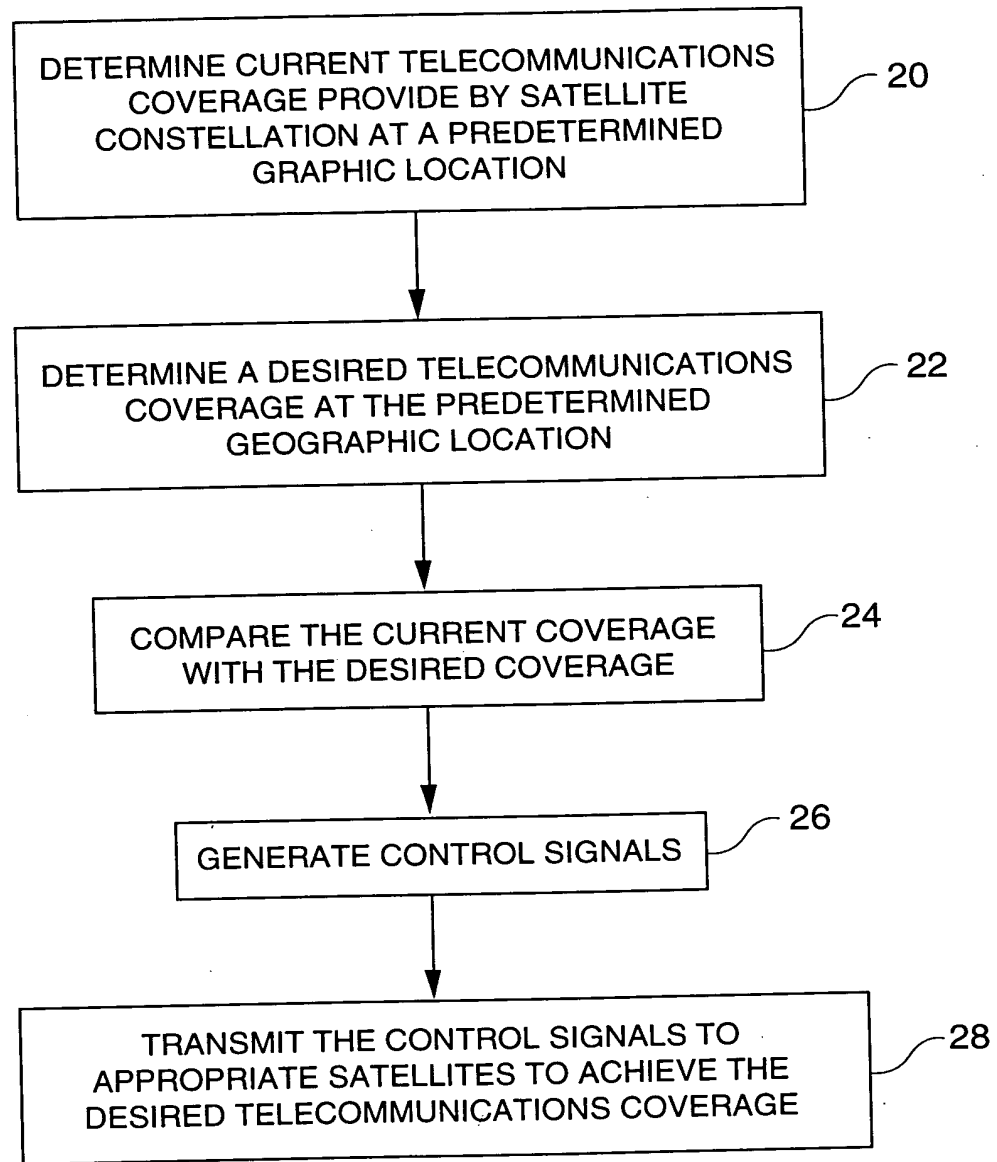 DETERMINE CURRENT TELECOMMUNICATIONS
COVERAGE PROVIDE BY SATELLITE
CONSTELLATION AT A PREDETERMINED
GRAPHIC LOCATION
20
DETERMINE A DESIRED TELECOMMUNICATIONS
COVERAGE AT THE PREDETERMINED
GEOGRAPHIC LOCATION
22
COMPARE THE CURRENT COVERAGE
WITH THE DESIRED COVERAGE
24
GENERATE CONTROL SIGNALS
26
TRANSMIT THE CONTROL SIGNALS TO
APPROPRIATE SATELLITES TO ACHIEVE THE
DESIRED TELECOMMUNICATIONS COVERAGE
28